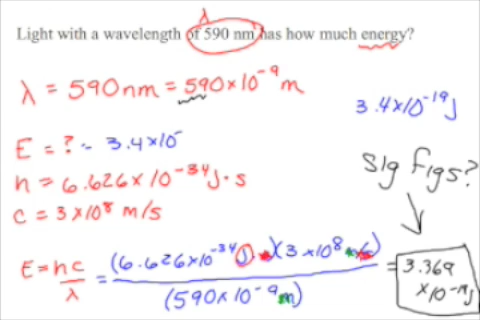 λ
Light with a wavelength of 590 nm has how much energy?
λ = 590nm = 590×10⁻⁹ m
3.4×10⁻¹⁹ J
E = ? = 3.4×10⁻
h = 6.626×10⁻³⁴ J·s
c = 3×10⁸ m/s
Sig Figs?
E = hc/λ = (6.626×10⁻³⁴ J·s)(3×10⁸ m/s)/(590×10⁻⁹ m) = 3.369
×10⁻¹⁹J